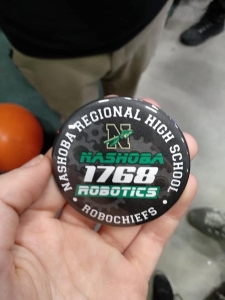 NASHOBA REGIONAL HIGH SCHOOL
N
NASHOBA
1768
ROBOTICS
• ROBOCHIEFS •